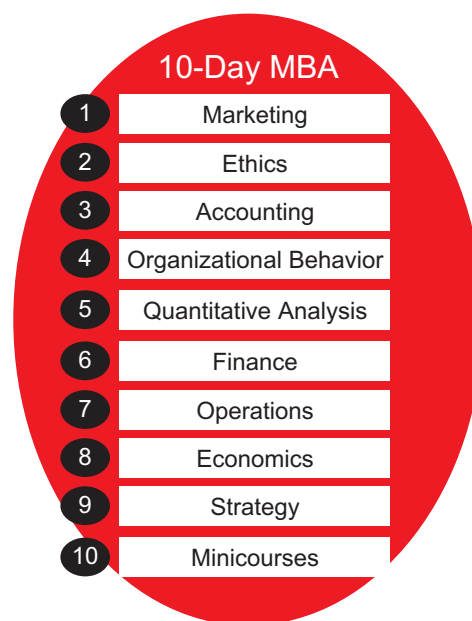 10-Day MBA
1 Marketing
2 Ethics
3 Accounting
4 Organizational Behavior
5 Quantitative Analysis
6 Finance
7 Operations
8 Economics
9 Strategy
10 Minicourses